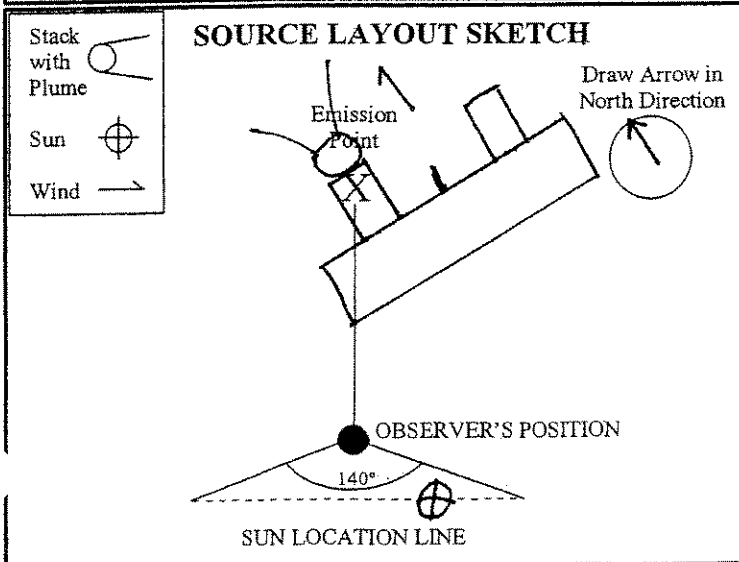 SOURCE LAYOUT SKETCH
Stack
with
Plume
Sun
Wind
Emission
Point
X
Draw Arrow in
North Direction
OBSERVER'S POSITION
140°
SUN LOCATION LINE